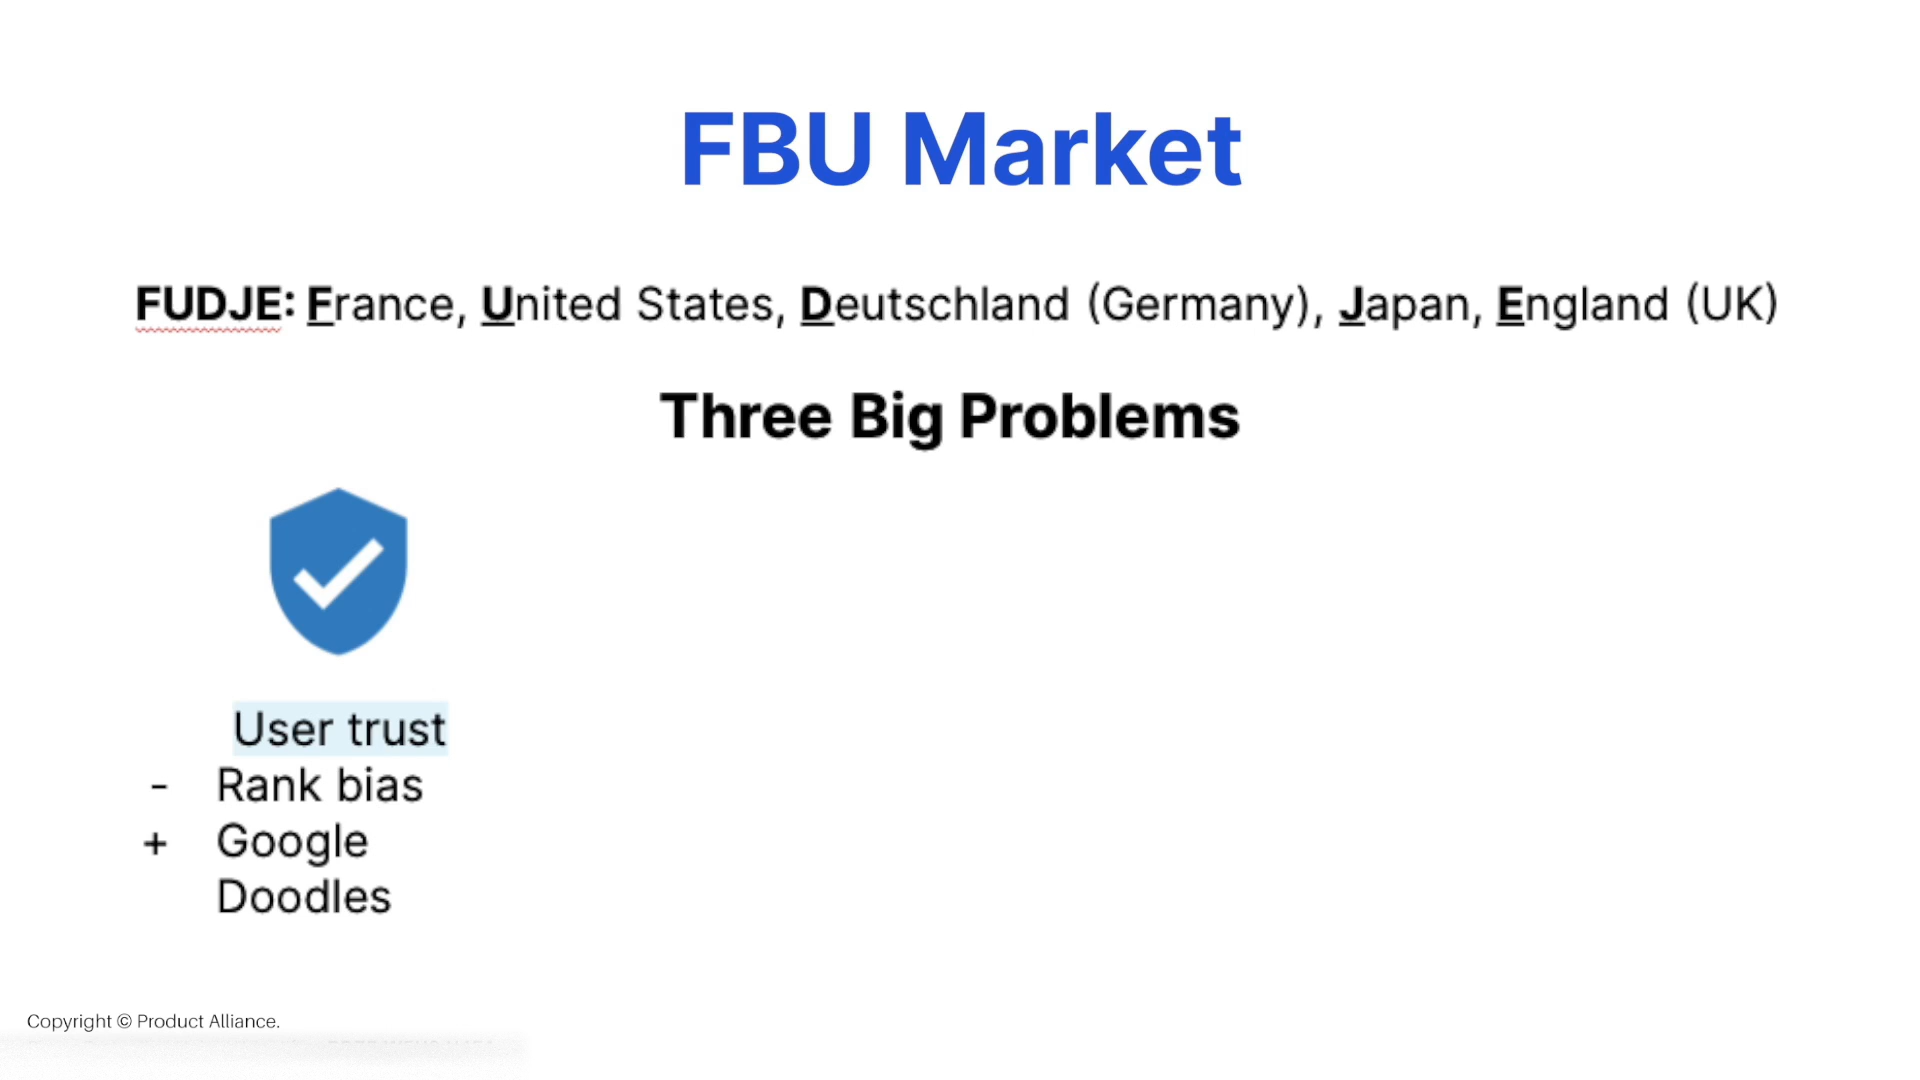 FBU Market
FUDJE: France, United States, Deutschland (Germany), Japan, England (UK)
Three Big Problems
User trust
- Rank bias
+ Google
Doodles
Copyright © Product Alliance.